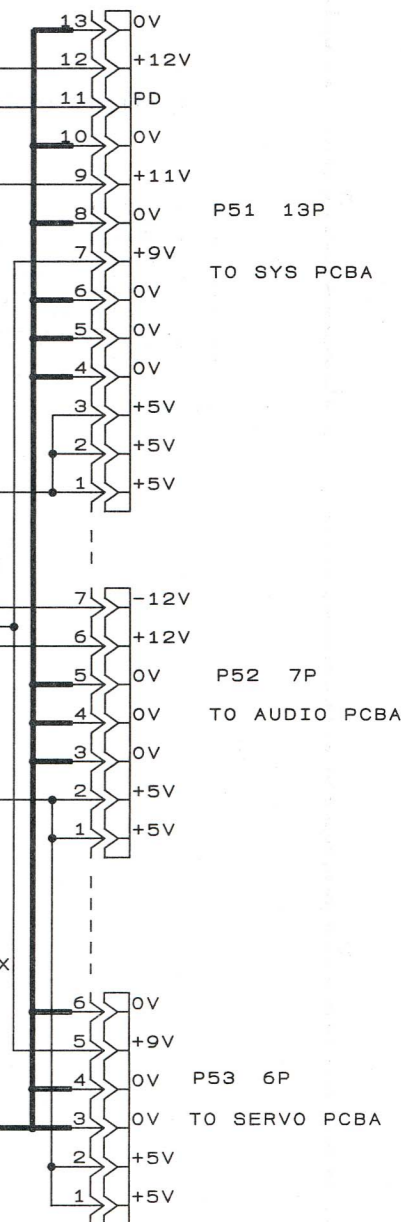 13 0V
12 +12V
11 PD
10 0V
9 +11V
8 0V
P51 13P
7 +9V
TO SYS PCBA
6 0V
5 0V
4 0V
3 +5V
2 +5V
1 +5V
7 -12V
6 +12V
5 0V
P52 7P
4 0V
TO AUDIO PCBA
3 0V
2 +5V
1 +5V
X
6 0V
5 +9V
4 0V
P53 6P
3 0V
TO SERVO PCBA
2 +5V
1 +5V